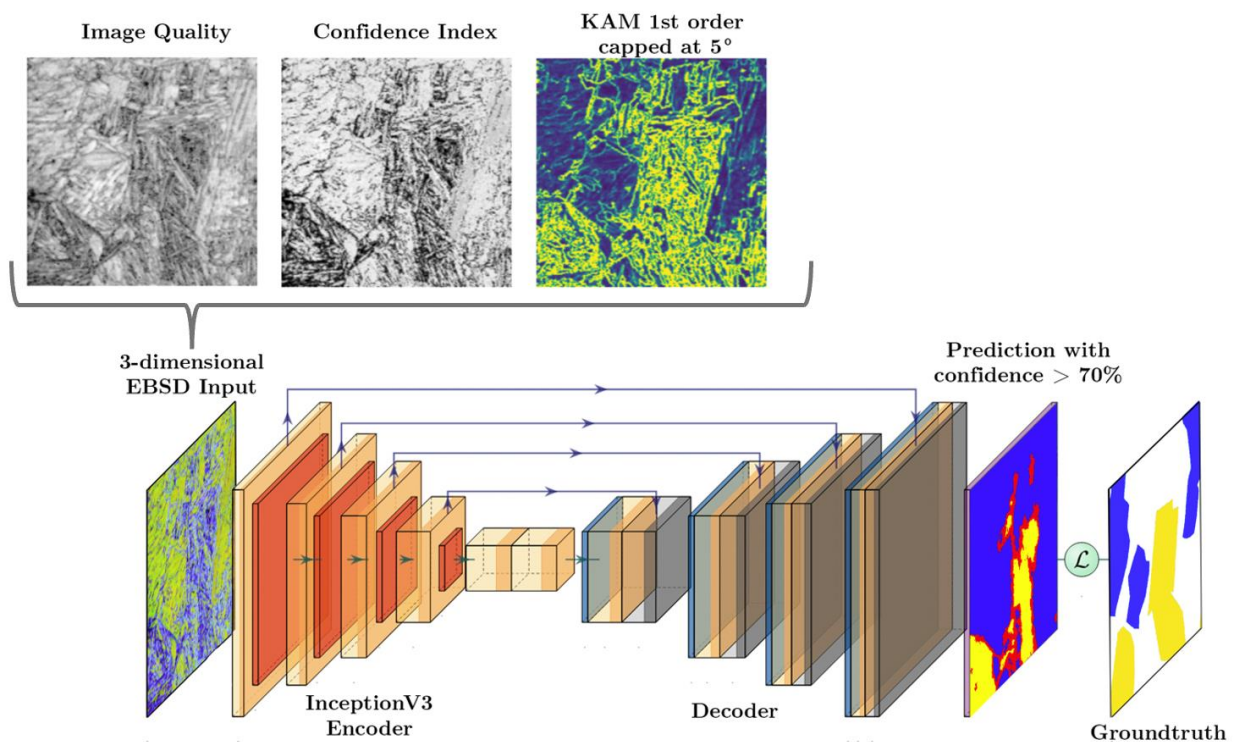 Image Quality
Confidence Index
KAM 1st order
capped at 5°
3-dimensional
EBSD Input
Prediction with
confidence > 70%
ℒ
InceptionV3
Encoder
Decoder
Groundtruth